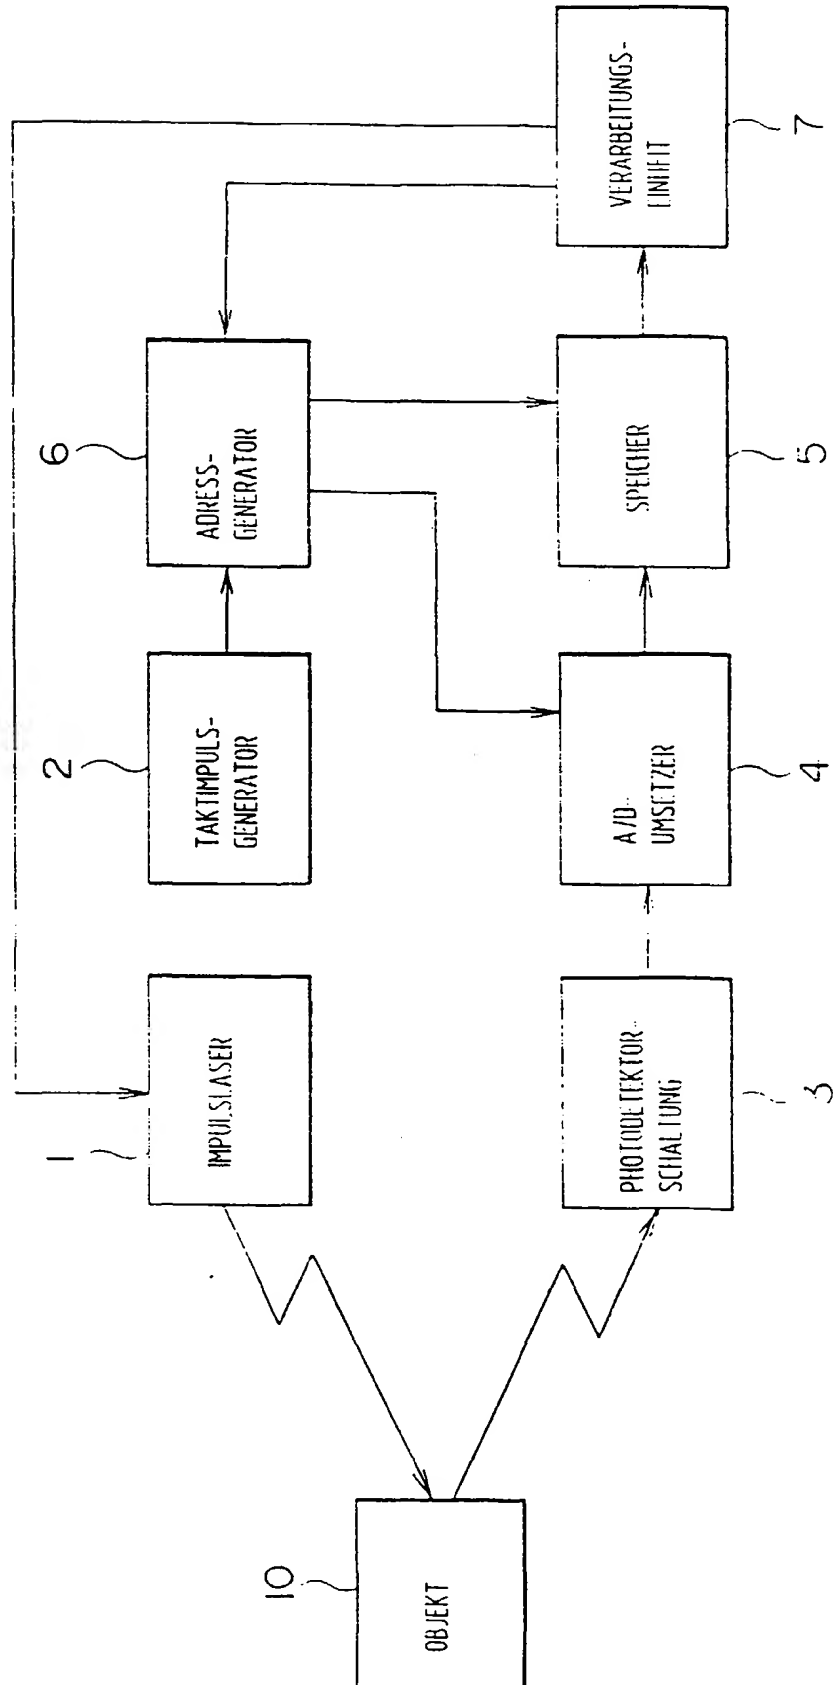 10
OBJEKT
1
IMPULSLASER
2
TAKTIMPULS-
GENERATOR
6
ADRESS-
GENERATOR
PHOTODETEKTOR-
SCHALTUNG
3
A/D-
UMSETZER
4
SPEICHER
5
VERARBEITUNGS-
EINHEIT
7